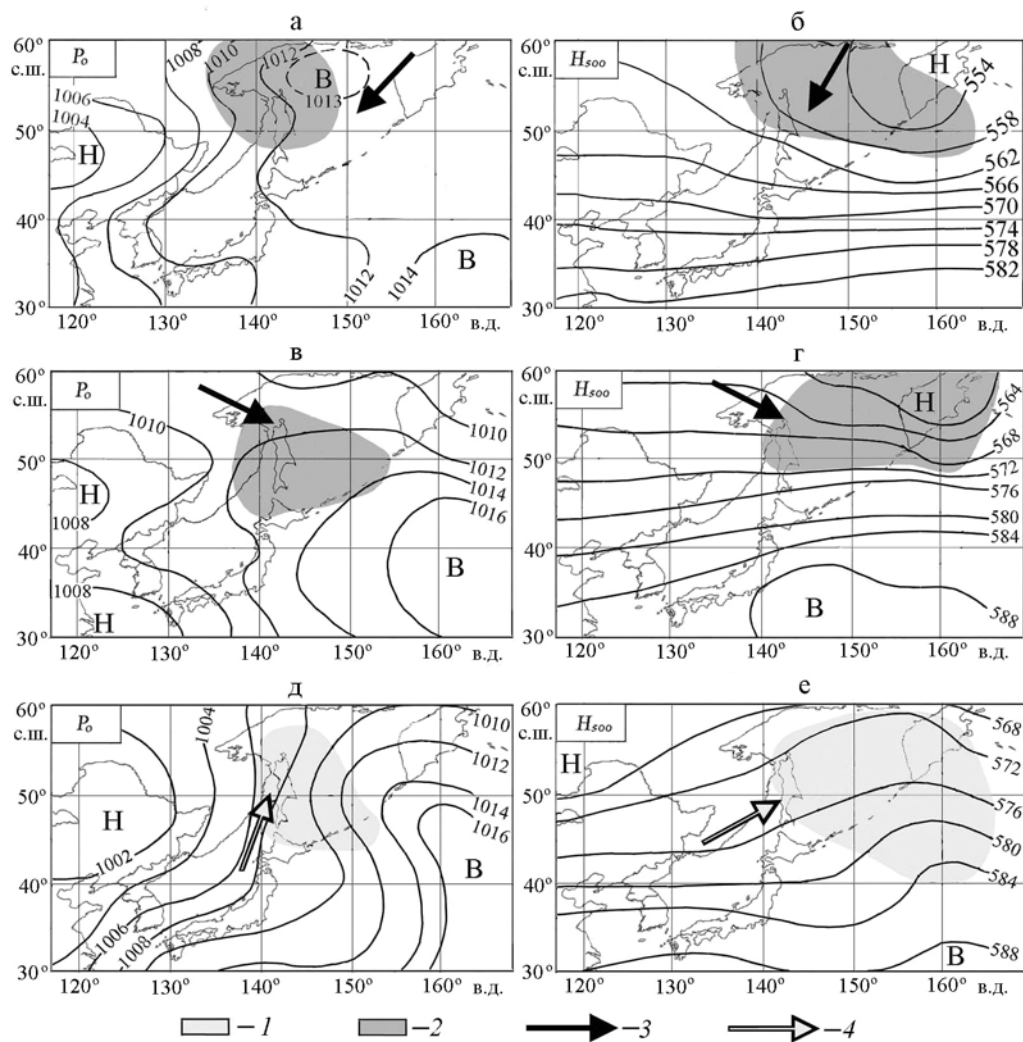 а б
60° P₀ 1008 1010 1012 60° H₅₀₀ Н 554
с.ш. В с.ш.
1006 1013
1004 558
50° Н 50° 562
566
570
40° 40° 574
578
В 582
1012 1014
30° 30°
120° 130° 140° 150° 160° в.д. 120° 130° 140° 150° 160° в.д.
в г
60° P₀ 60° H₅₀₀
с.ш. с.ш. Н 564
1010 1010 568
50° 1012 50° 572
Н 1014 576
1008 1016 580
40° 40° 584
1008 В
Н В 588
30° 30°
120° 130° 140° 150° 160° в.д. 120° 130° 140° 150° 160° в.д.
д е
60° P₀ 1004 1010 60° H₅₀₀ 568
с.ш. 1012 с.ш. 572
Н
50° 1014 50° 576
Н 1016 580
1002 584
40° В 40°
1006
1008 В 588
30° 30°
120° 130° 140° 150° 160° в.д. 120° 130° 140° 150° 160° в.д.
–1 –2 –3 –4